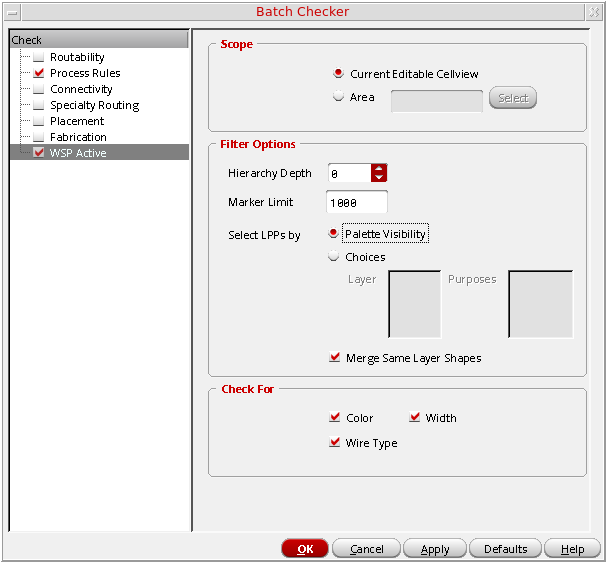 Batch Checker
Check
Routability
Process Rules
Connectivity
Specialty Routing
Placement
Fabrication
WSP Active
Scope
Current Editable Cellview
Area
Select
Filter Options
Hierarchy Depth 0
Marker Limit 1000
Select LPPs by Palette Visibility
Choices
Layer Purposes
Merge Same Layer Shapes
Check For
Color Width
Wire Type
OK Cancel Apply Defaults Help